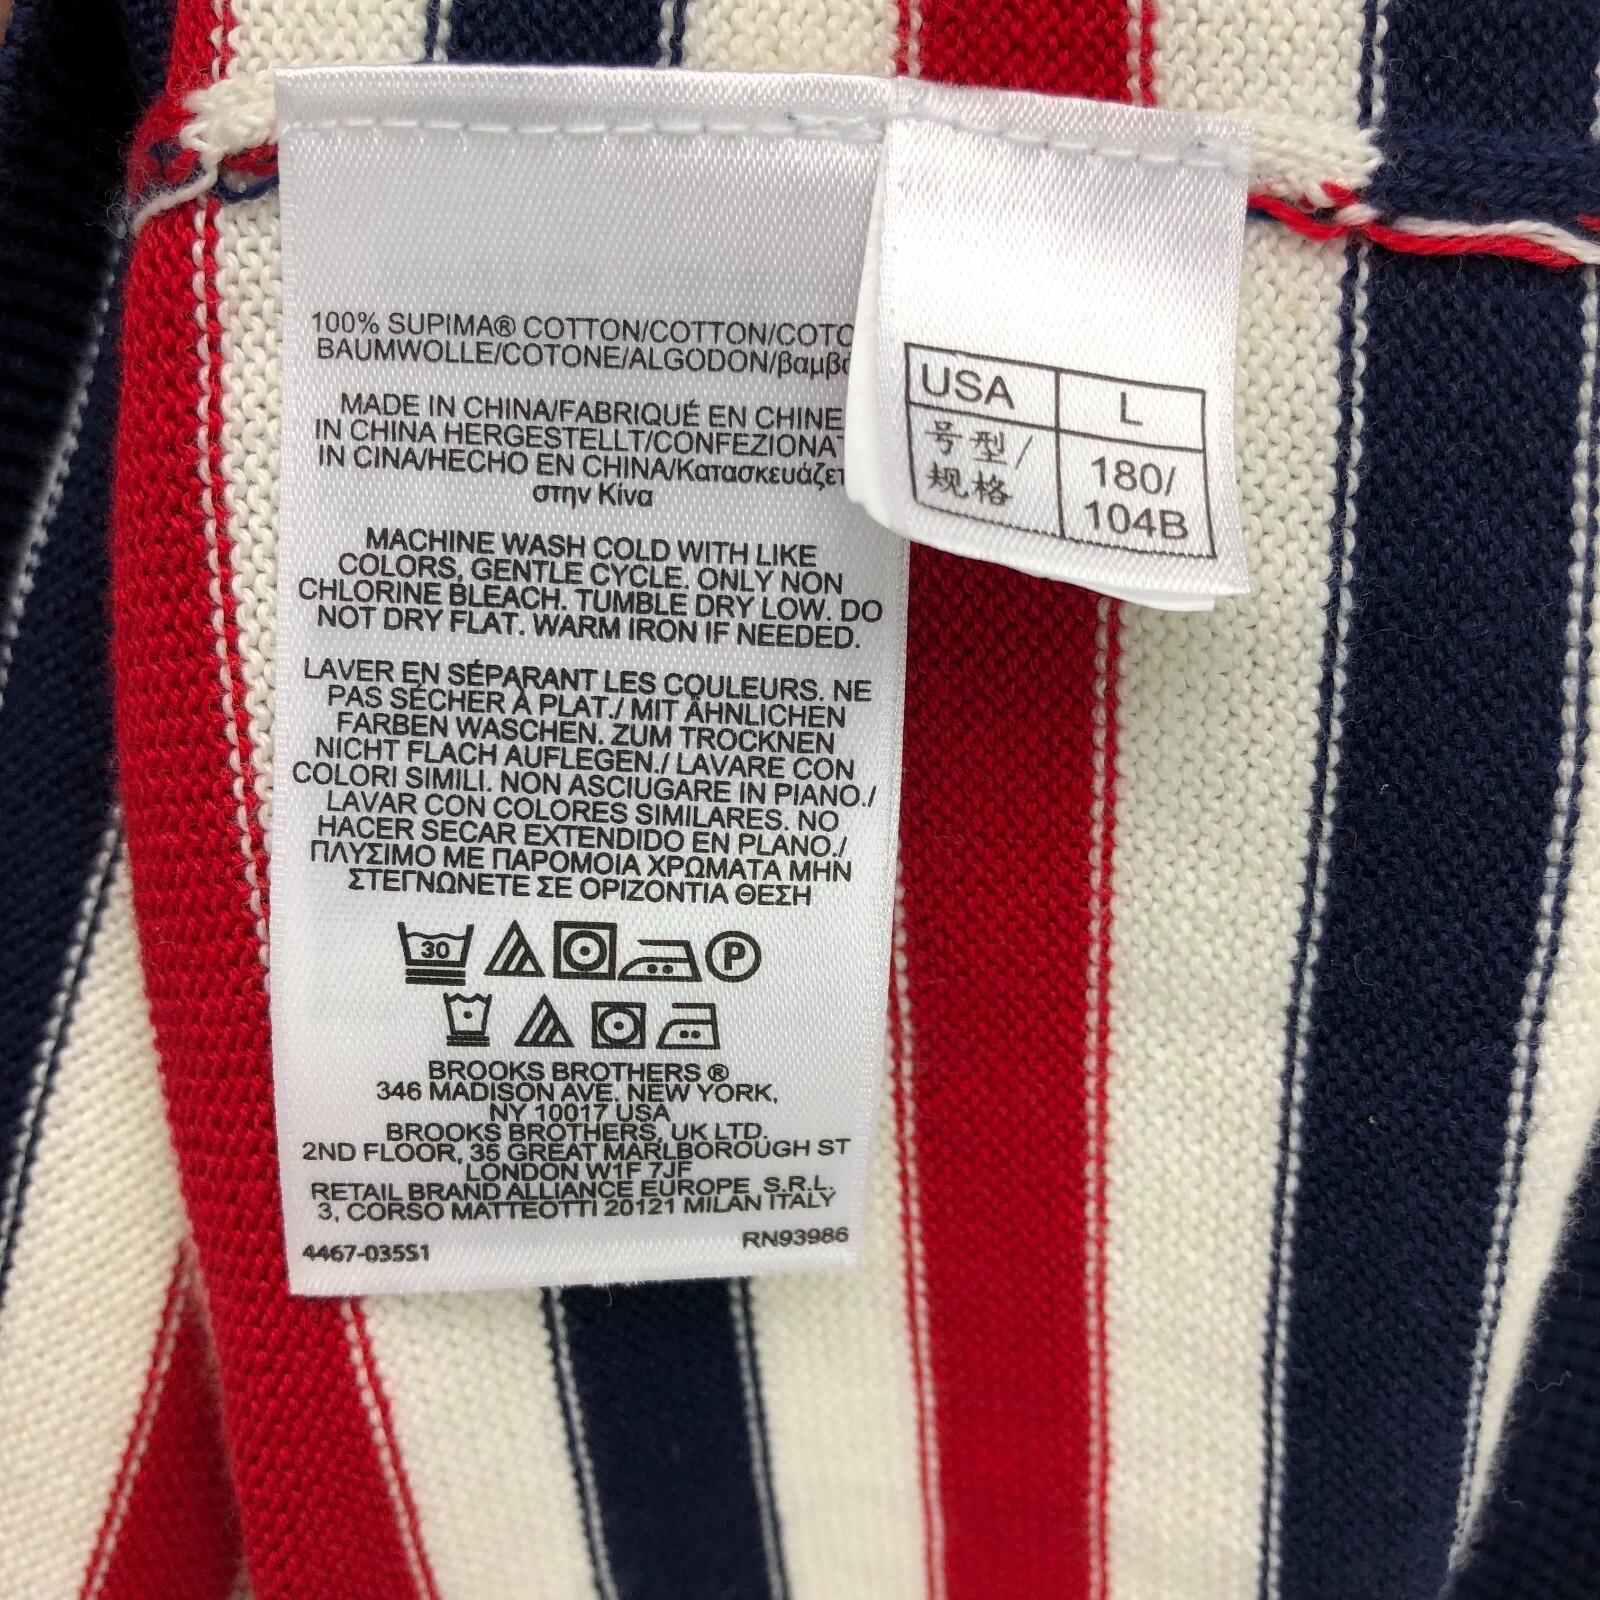 100% SUPIMA® COTTON/COTTON/COTO
BAUMWOLLE/COTONE/ALGODON/βαμβά
MADE IN CHINA/FABRIQUÉ EN CHINE
IN CHINA HERGESTELLT/CONFEZIONAT
IN CINA/HECHO EN CHINA/Κατασκευάζετ
στην Κίνα
MACHINE WASH COLD WITH LIKE
COLORS, GENTLE CYCLE. ONLY NON
CHLORINE BLEACH. TUMBLE DRY LOW. DO
NOT DRY FLAT. WARM IRON IF NEEDED.
LAVER EN SÉPARANT LES COULEURS. NE
PAS SÉCHER À PLAT./ MIT ÄHNLICHEN
FARBEN WASCHEN. ZUM TROCKNEN
NICHT FLACH AUFLEGEN./ LAVARE CON
COLORI SIMILI. NON ASCIUGARE IN PIANO./
LAVAR CON COLORES SIMILARES. NO
HACER SECAR EXTENDIDO EN PLANO./
ΠΛΥΣΙΜΟ ΜΕ ΠΑΡΟΜΟΙΑ ΧΡΩΜΑΤΑ ΜΗΝ
ΣΤΕΓΝΩΝΕΤΕ ΣΕ ΟΡΙΖΟΝΤΙΑ ΘΕΣΗ
30 P
BROOKS BROTHERS ®
346 MADISON AVE. NEW YORK,
NY 10017 USA
BROOKS BROTHERS, UK LTD.
2ND FLOOR, 35 GREAT MARLBOROUGH ST
LONDON W1F 7JF
RETAIL BRAND ALLIANCE EUROPE S.R.L.
3, CORSO MATTEOTTI 20121 MILAN ITALY
RN93986
4467-035S1
USA L
号型/ 180/
规格 104B